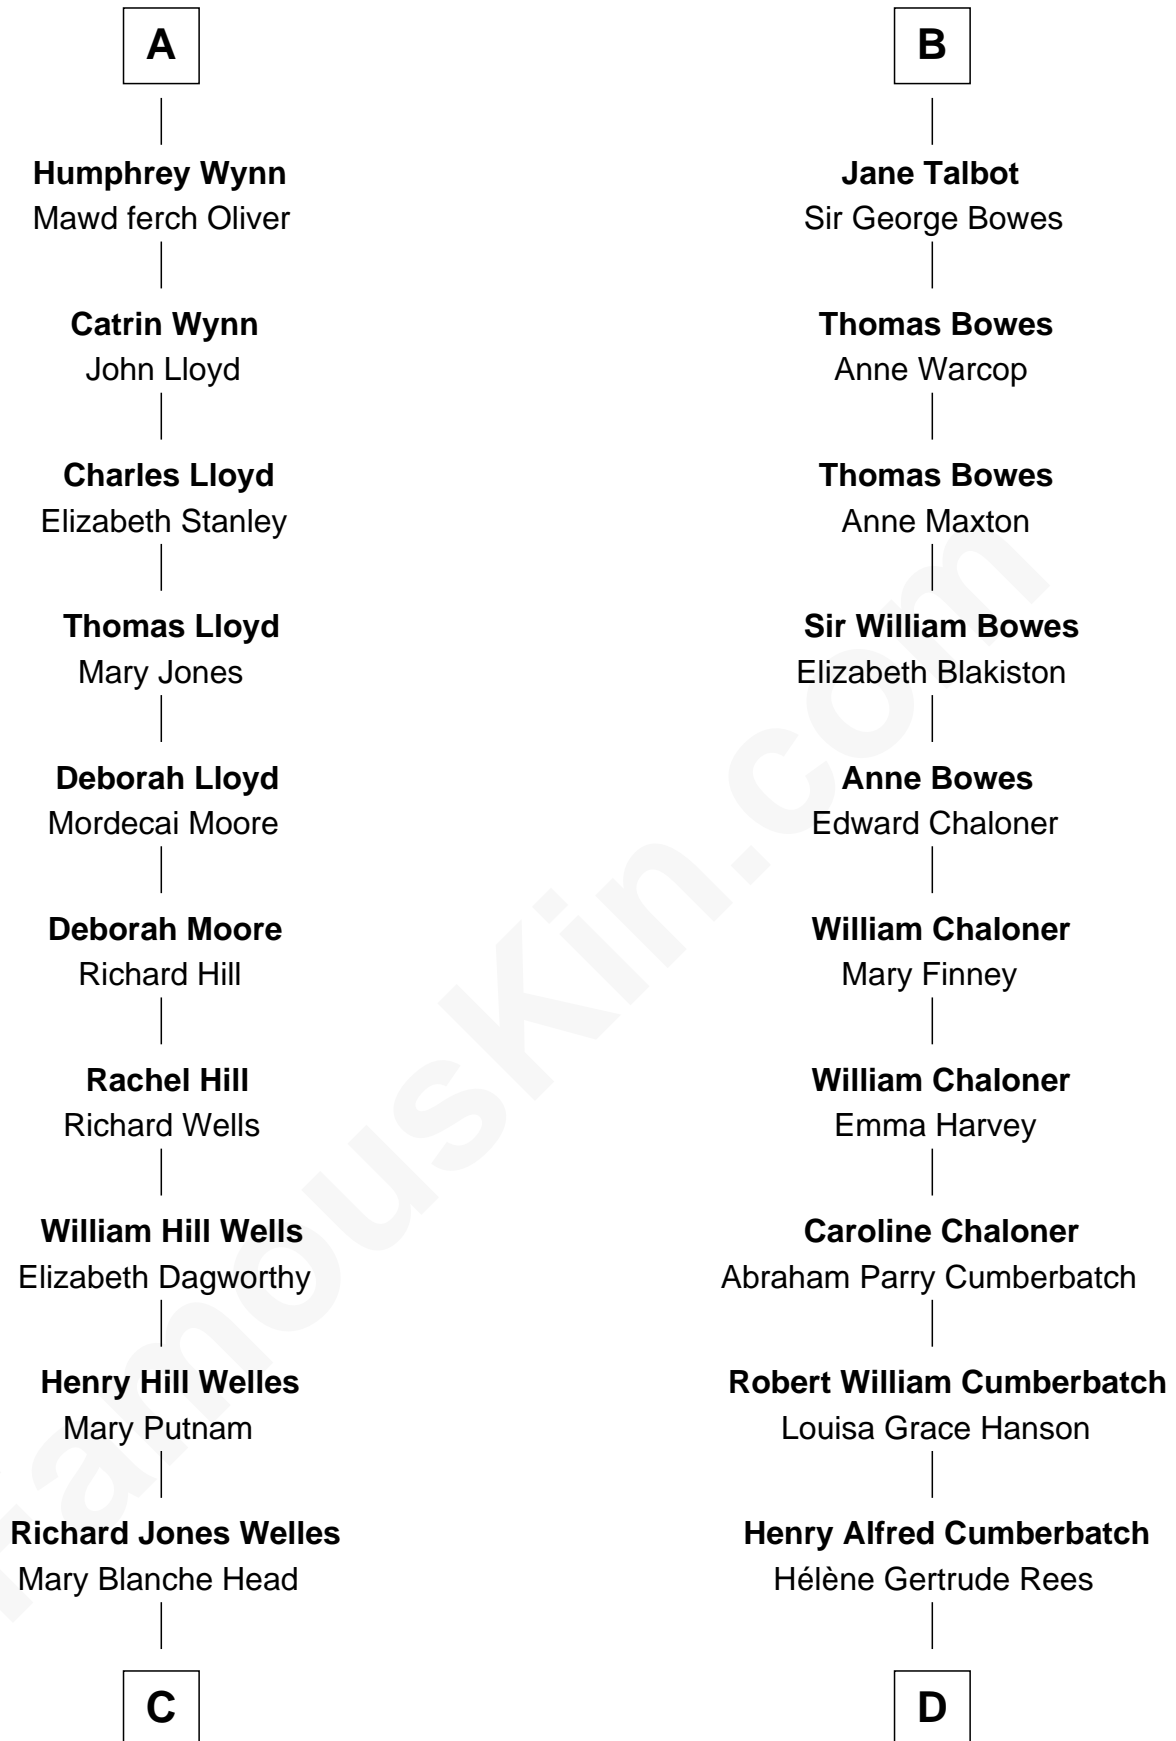 A
Humphrey Wynn
Mawd ferch Oliver
Catrin Wynn
John Lloyd
Charles Lloyd
Elizabeth Stanley
Thomas Lloyd
Mary Jones
Deborah Lloyd
Mordecai Moore
Deborah Moore
Richard Hill
Rachel Hill
Richard Wells
William Hill Wells
Elizabeth Dagworthy
Henry Hill Welles
Mary Putnam
Richard Jones Welles
Mary Blanche Head
C
B
Jane Talbot
Sir George Bowes
Thomas Bowes
Anne Warcop
Thomas Bowes
Anne Maxton
Sir William Bowes
Elizabeth Blakiston
Anne Bowes
Edward Chaloner
William Chaloner
Mary Finney
William Chaloner
Emma Harvey
Caroline Chaloner
Abraham Parry Cumberbatch
Robert William Cumberbatch
Louisa Grace Hanson
Henry Alfred Cumberbatch
Hélène Gertrude Rees
D
FamousKin.com